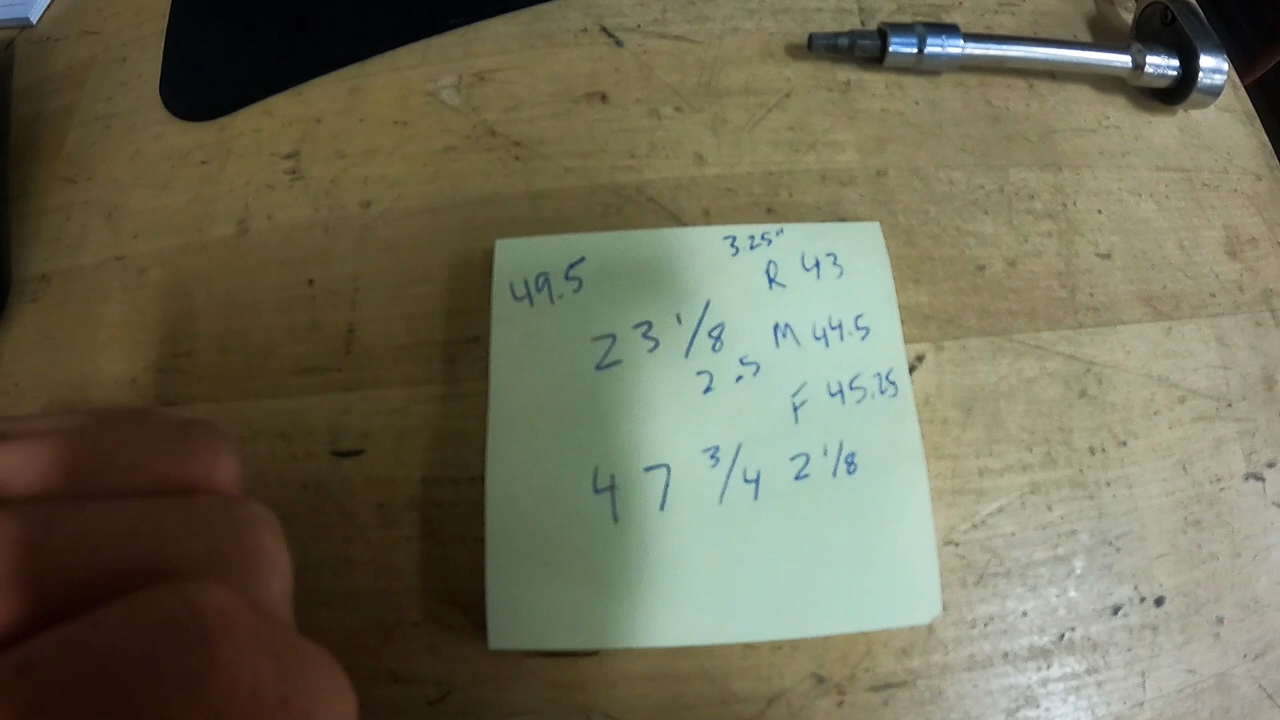 3.25"
49.5 R 43
23 1/8 M 44.5
2.5
F 45.25
47 3/4 2 1/8